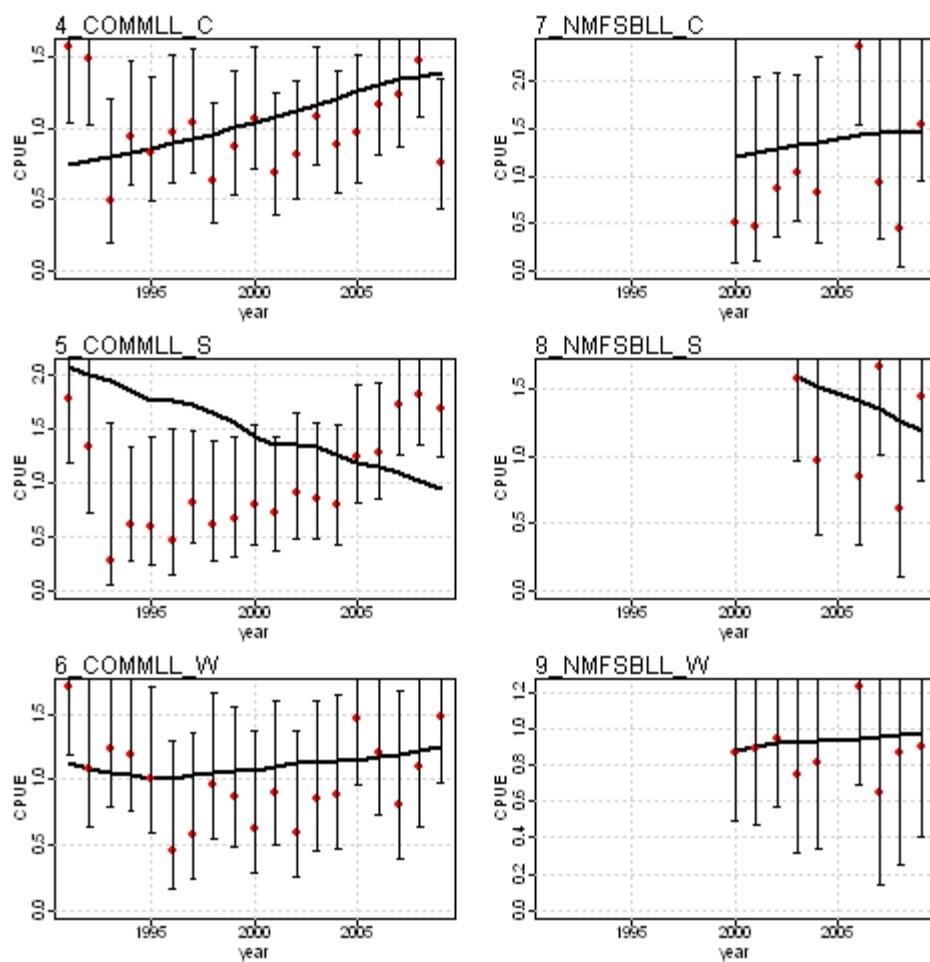 4_COMMLL_C
CPUE
1.5
1.0
0.5
0.0
1995 2000 2005
year
7_NMFSBLL_C
CPUE
2.0
1.5
1.0
0.5
0.0
1995 2000 2005
year
5_COMMLL_S
CPUE
2.0
1.5
1.0
0.5
0.0
1995 2000 2005
year
8_NMFSBLL_S
CPUE
1.5
1.0
0.5
0.0
1995 2000 2005
year
6_COMMLL_W
CPUE
1.5
1.0
0.5
0.0
1995 2000 2005
year
9_NMFSBLL_W
CPUE
1.2
1.0
0.8
0.6
0.4
0.2
0.0
1995 2000 2005
year